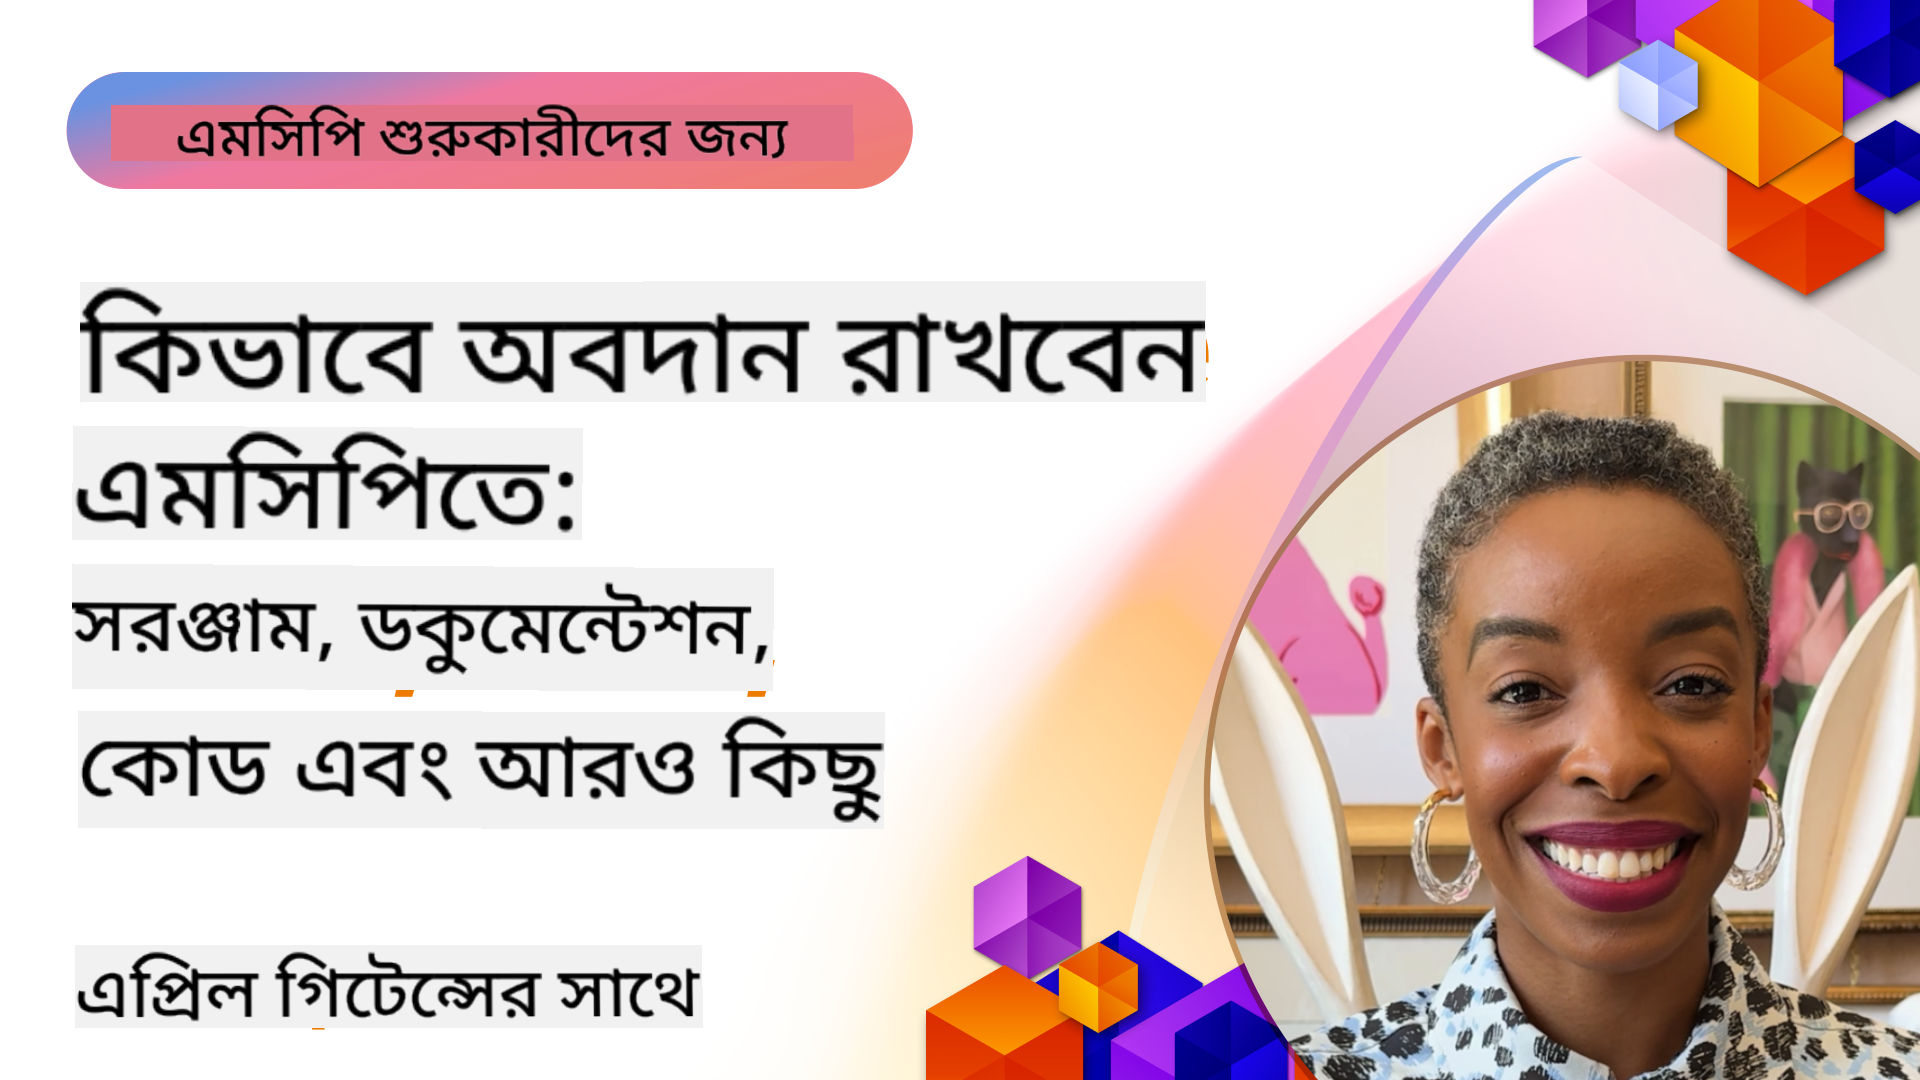 এমসিপি শুরুকারীদের জন্য
কিভাবে অবদান রাখবেন
এমসিপিতে:
সরঞ্জাম, ডকুমেন্টেশন,
কোড এবং আরও কিছু
এপ্রিল গিটেন্সের সাথে